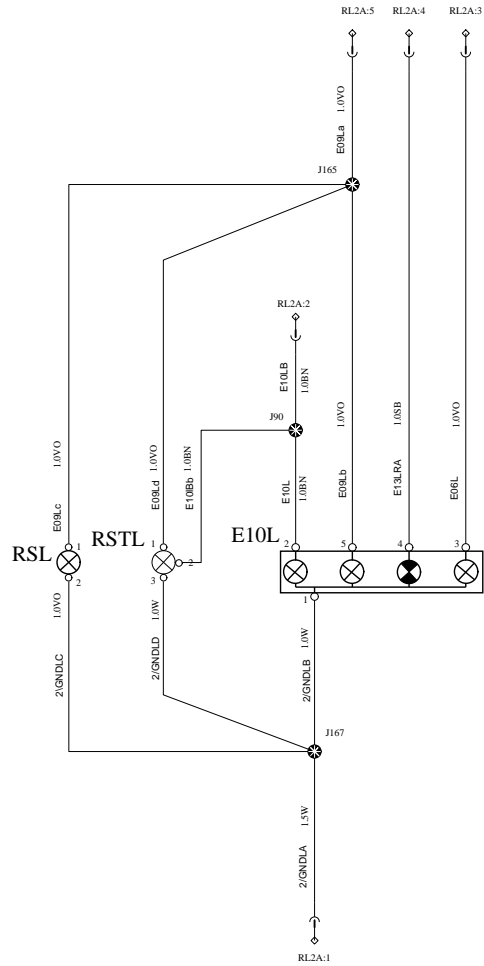 RL2A:5
RL2A:4
RL2A:3
1.0VO
E09La
J165
RL2A:2
E10LB
1.0BN
J90
1.0VO
E09Lc
1.0VO
E09Ld
1.0BN
E10lBb
E10L
1.0BN
1.0VO
E09Lb
1.0SB
E13LRA
1.0VO
E06L
RSL
1
2
RSTL
1
2
3
E10L
2
5
4
3
1
1.0VO
2\GNDLC
1.0W
2/GNDLD
1.0W
2/GNDLB
J167
1.5W
2/GNDLA
RL2A:1